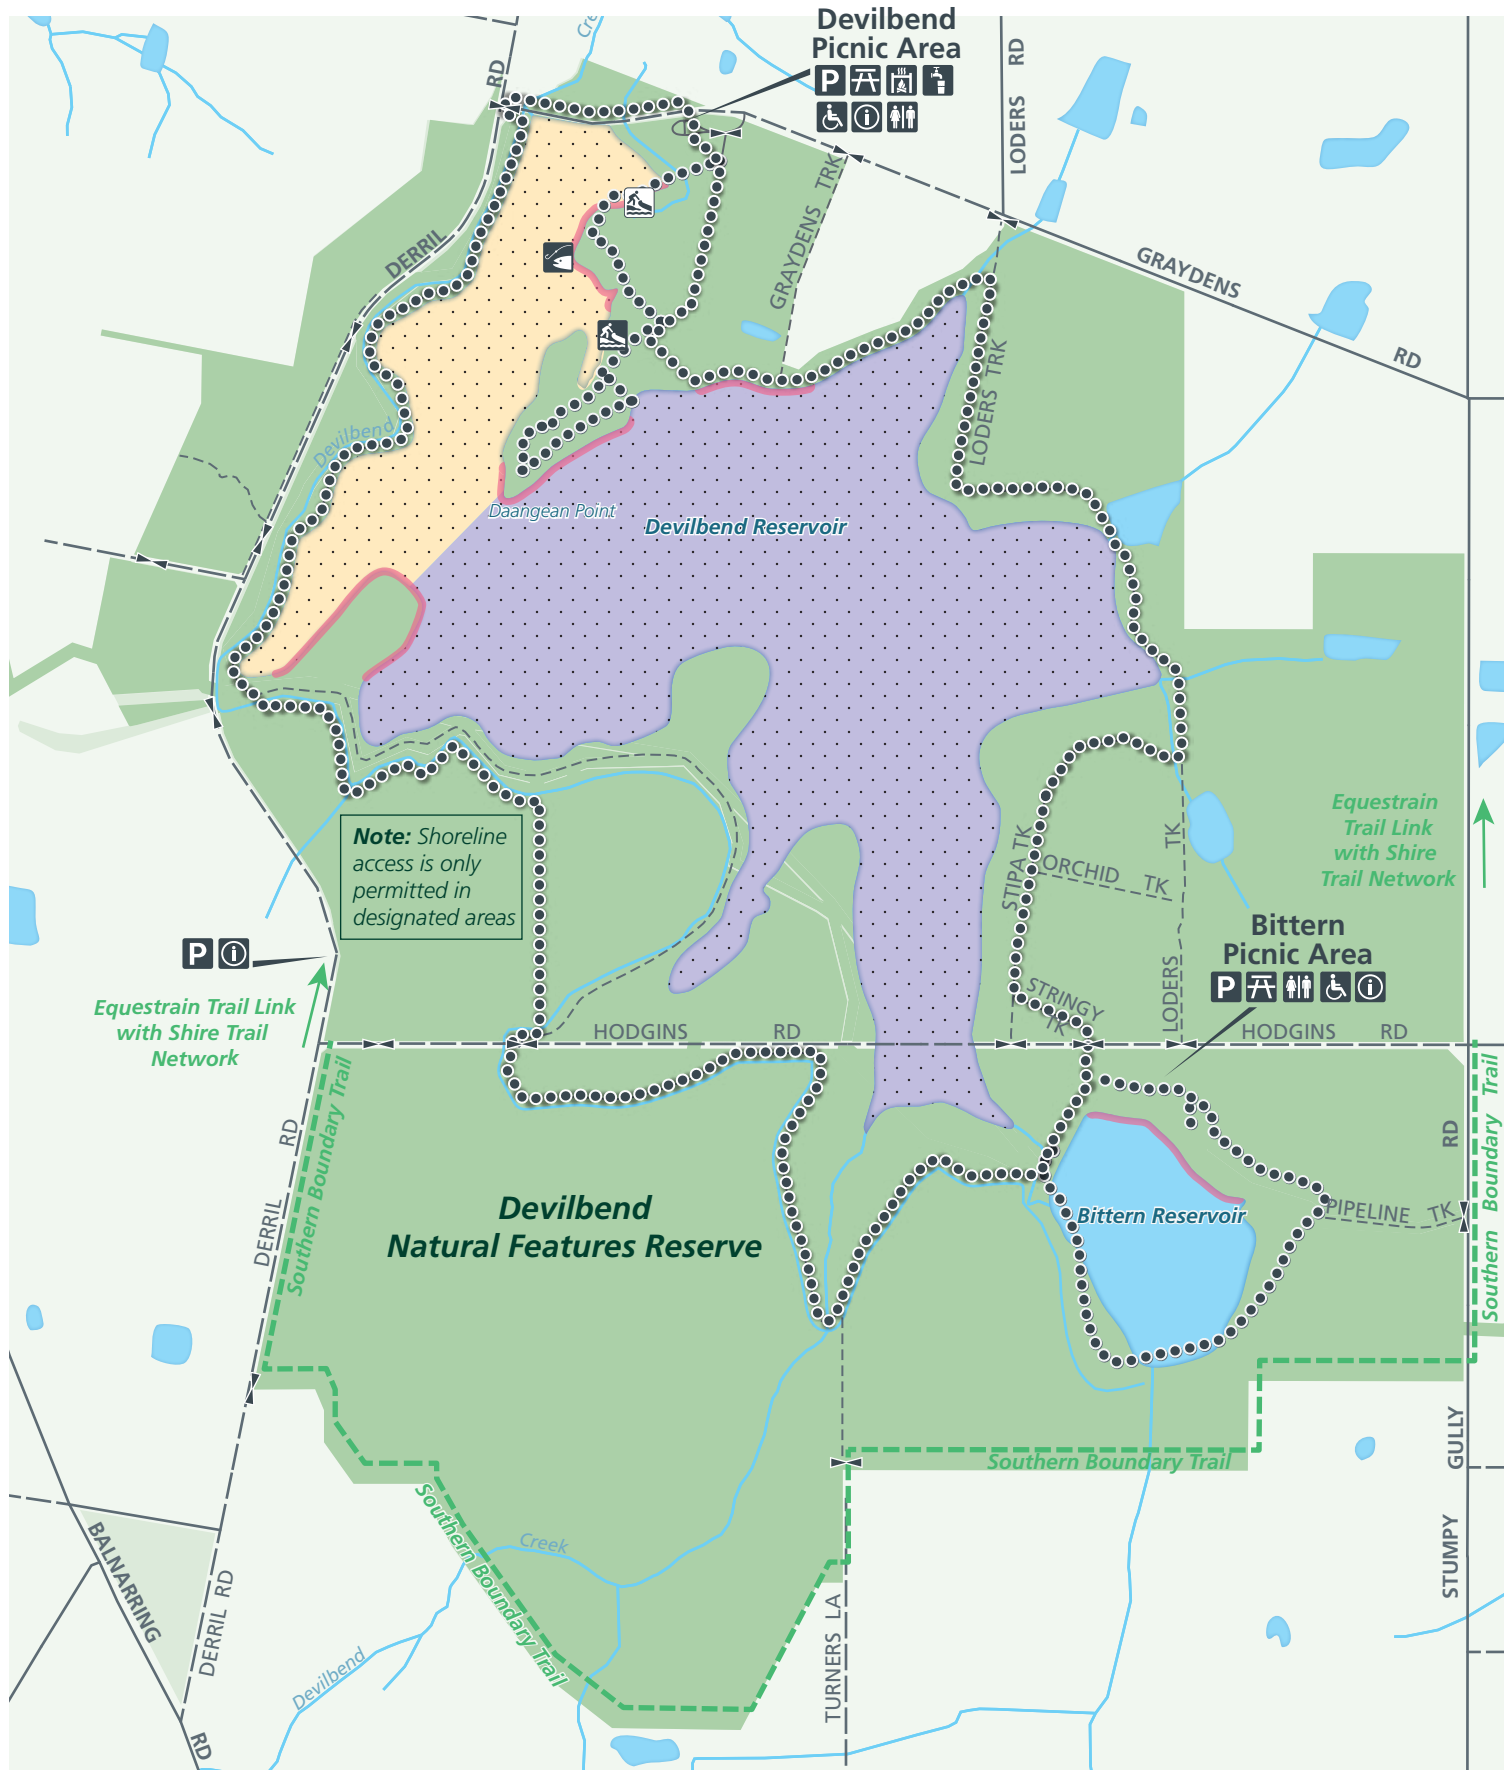 Devilbend
Picnic Area
P
Cre
RD
LODERS RD
GRAYDENS TRK
DERRIL
GRAYDENS
RD
LODERS TRK
Devilbend
Daangean Point
Devilbend Reservoir
Note: Shoreline
access is only
permitted in
designated areas
Equestrain
Trail Link
with Shire
Trail Network
STIPA TK
ORCHID TK
TK
LODERS
STRINGY
TK
Bittern
Picnic Area
P
P
Equestrain Trail Link
with Shire Trail
Network
HODGINS RD
HODGINS RD
Southern Boundary Trail
DERRIL RD
Southern Boundary Trail
RD
Devilbend
Natural Features Reserve
Bittern Reservoir
PIPELINE TK
Southern Boundary Trail
Southern Boundary Trail
STUMPY GULLY
Creek
BALNARRING
RD
DERRIL RD
Devilbend
TURNERS LA